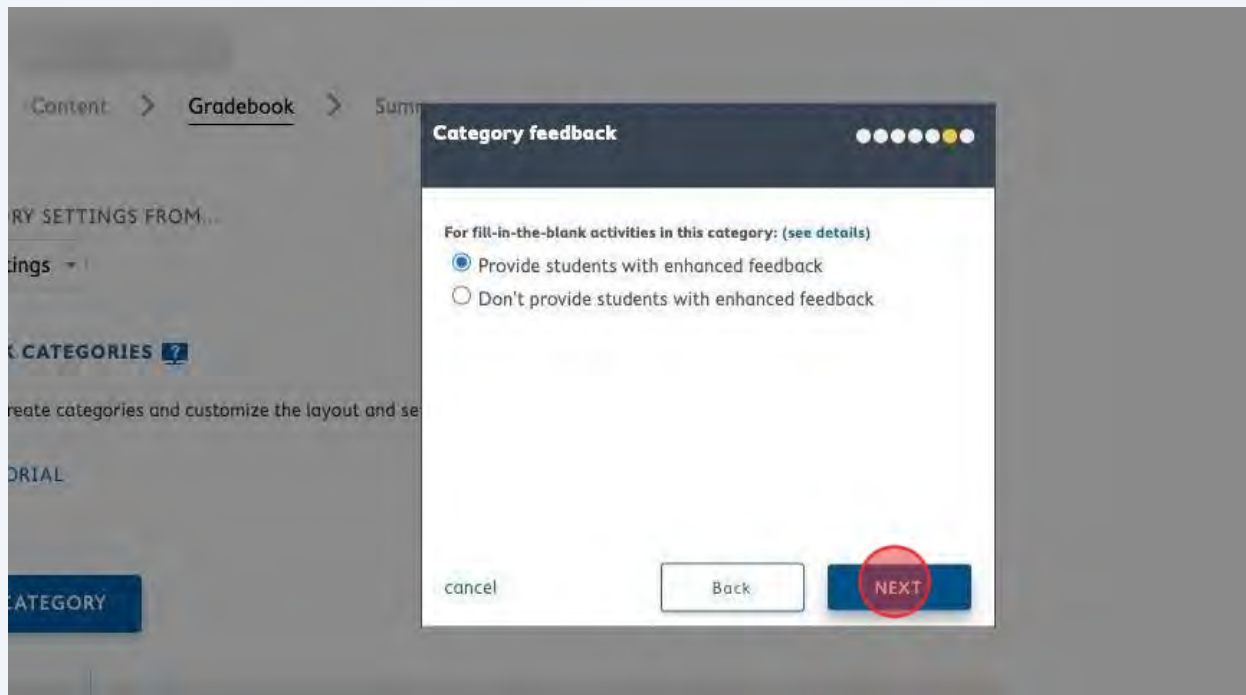 Content > Gradebook > Summ
Category feedback
RY SETTINGS FROM...
For fill-in-the-blank activities in this category: (see details)
tings
Provide students with enhanced feedback
Don't provide students with enhanced feedback
K CATEGORIES ?
reate categories and customize the layout and se
ORIAL
cancel
Back
NEXT
CATEGORY